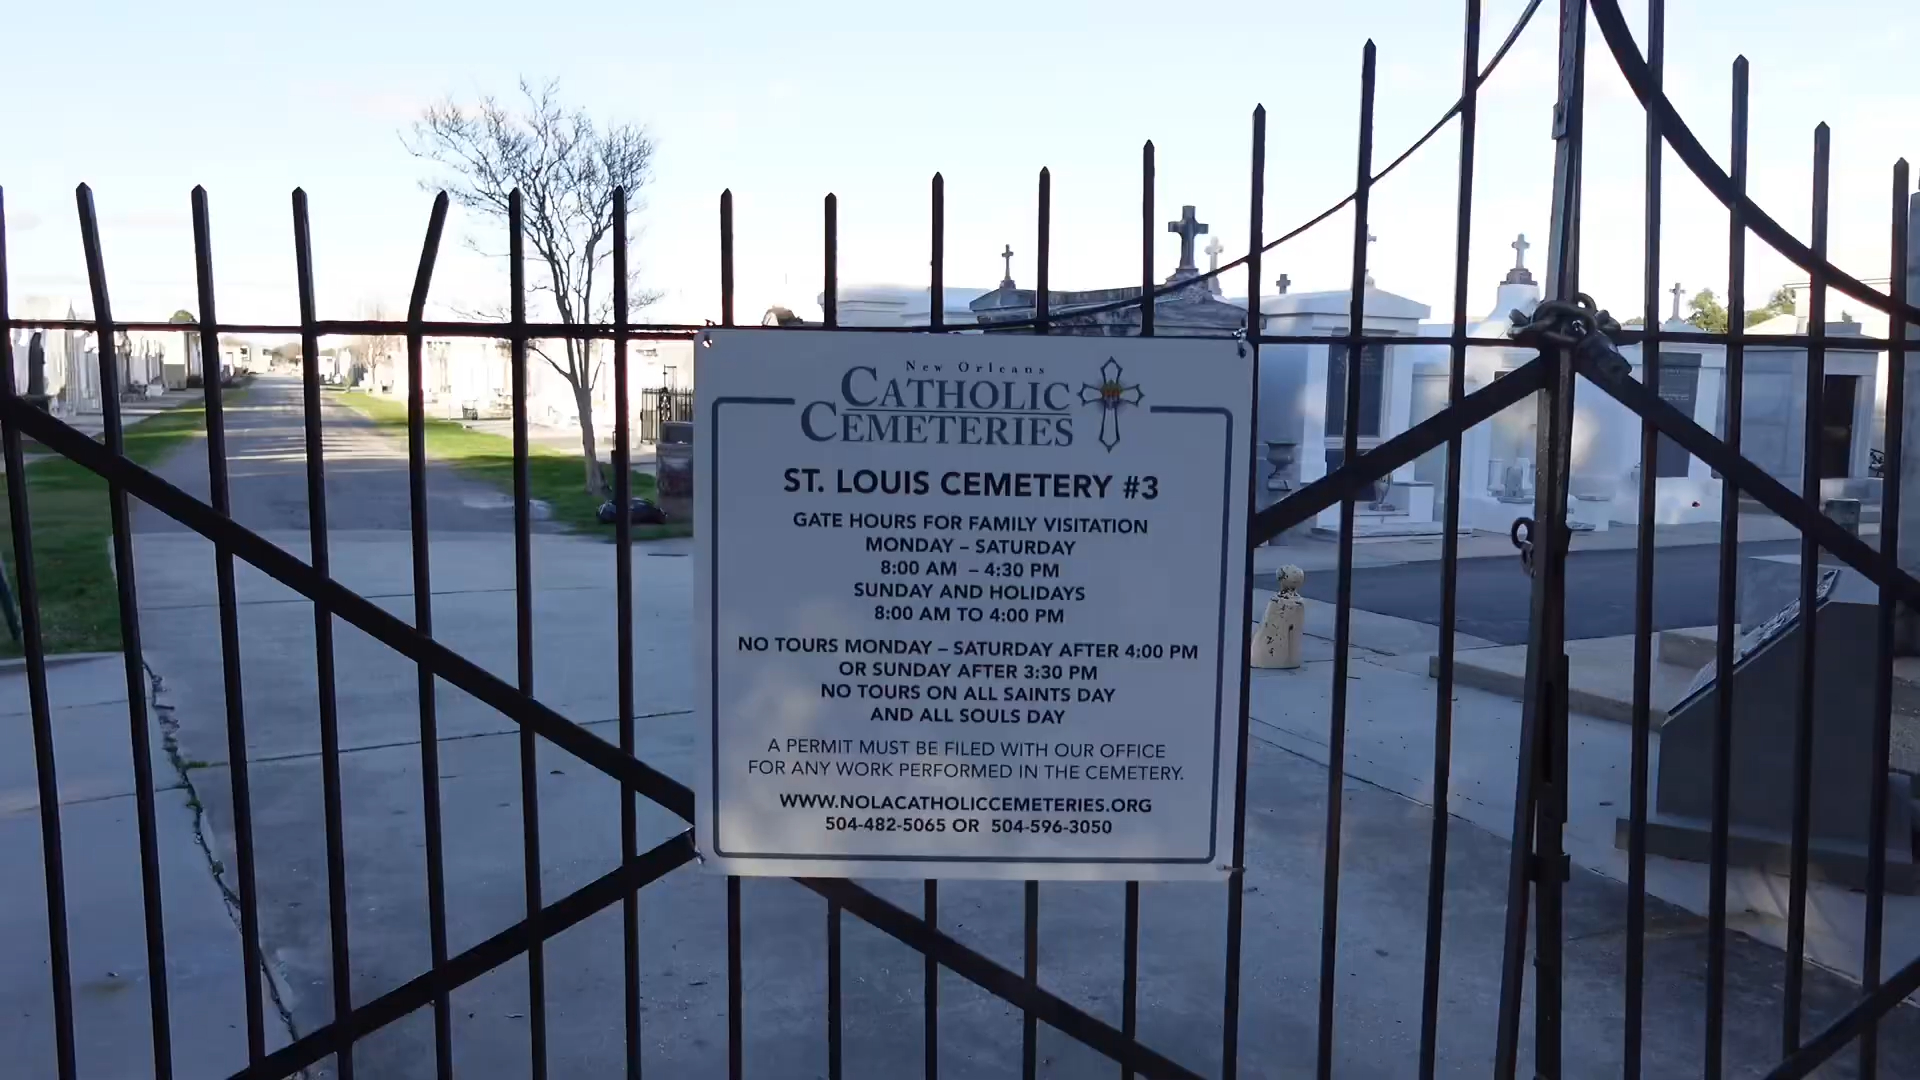 New Orleans
CATHOLIC
CEMETERIES
ST. LOUIS CEMETERY #3
GATE HOURS FOR FAMILY VISITATION
MONDAY – SATURDAY
8:00 AM – 4:30 PM
SUNDAY AND HOLIDAYS
8:00 AM TO 4:00 PM
NO TOURS MONDAY – SATURDAY AFTER 4:00 PM
OR SUNDAY AFTER 3:30 PM
NO TOURS ON ALL SAINTS DAY
AND ALL SOULS DAY
A PERMIT MUST BE FILED WITH OUR OFFICE
FOR ANY WORK PERFORMED IN THE CEMETERY.
WWW.NOLACATHOLICCEMETERIES.ORG
504-482-5065 OR 504-596-3050